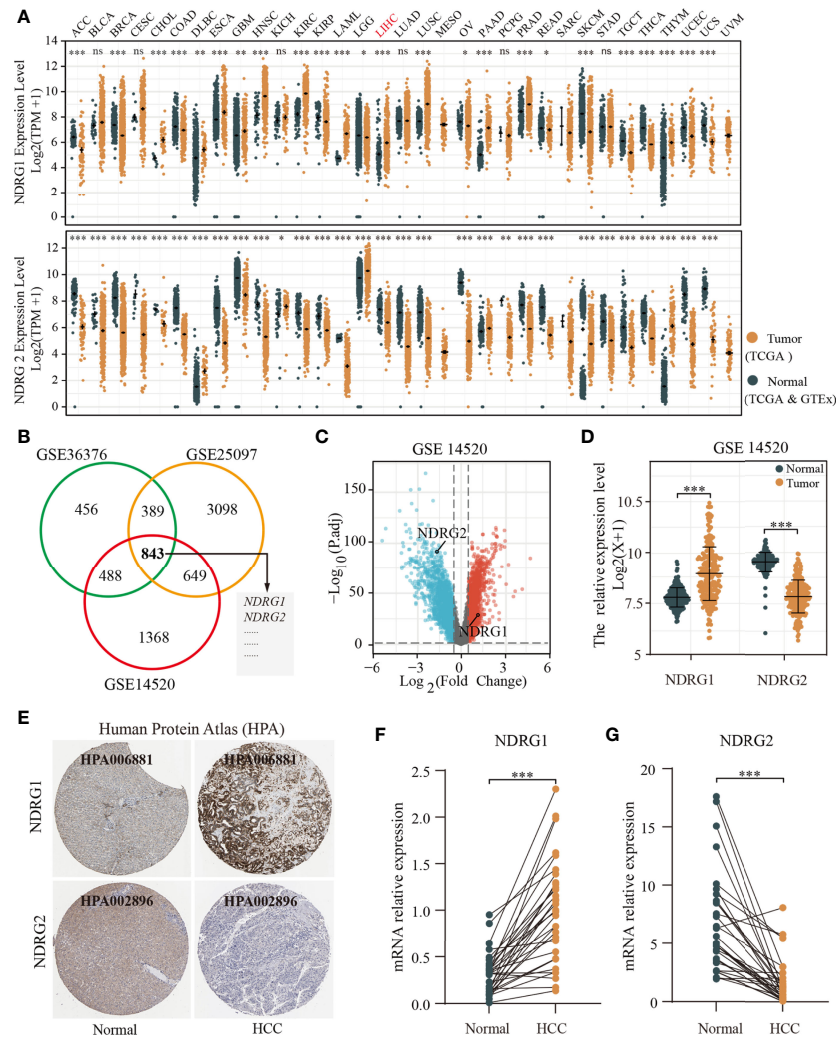 A
ACC BLCA BRCA CESC CHOL COAD DLBC ESCA GBM HNSC KICH KIRC KIRP LAML LGG LIHC LUAD LUSC MESO OV PAAD PCPG PRAD READ SARC SKCM STAD TGCT THCA THYM UCEC UCS UVM
NDRG1 Expression Level
Log2(TPM +1)
14
12
10
8
6
4
2
0
*** ns *** ns *** *** ** *** ** *** ns *** *** *** * *** ns *** * *** ns *** * *** ns *** *** *** *** ***
NDRG 2 Expression Level
Log2(TPM +1)
12
10
8
6
4
2
0
Tumor
(TCGA )
Normal
(TCGA & GTEx)
B
GSE36376
GSE25097
456
389
3098
843
488
649
1368
GSE14520
NDRG1
NDRG2
......
......
......
C
GSE 14520
−Log10 (P.adj)
150
100
50
0
NDRG2
NDRG1
−6
−3
0
3
6
Log2(Fold Change)
D
GSE 14520
Normal
Tumor
The relative expression level
Log2(X+1)
10.5
10
7.5
5
***
***
NDRG1
NDRG2
E
Human Protein Atlas (HPA)
HPA006881
HPA006881
NDRG1
HPA002896
HPA002896
NDRG2
Normal
HCC
F
NDRG1
***
mRNA relative expression
2.5
2.0
1.5
1.0
0.5
0.0
Normal
HCC
G
NDRG2
***
mRNA relative expression
20
15
10
5
0
Normal
HCC